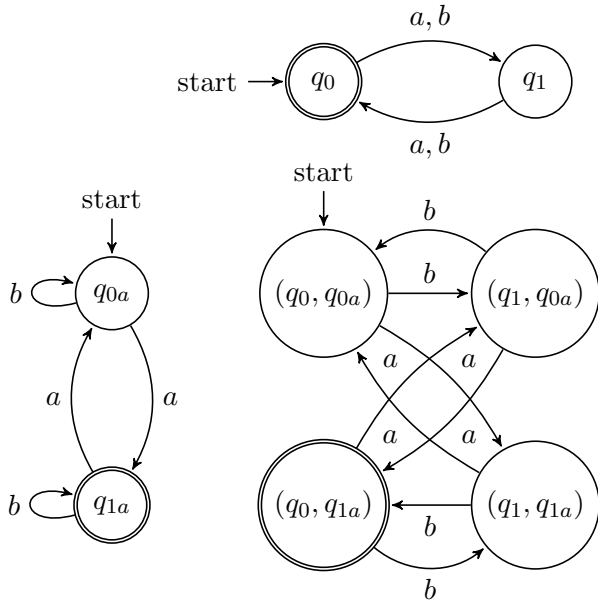 a, b
start
q0
q1
a, b
start
start
b
b
q0a
b
(q0, q0a)
(q1, q0a)
a
a
a
a
a
a
b
q1a
(q0, q1a)
(q1, q1a)
b
b